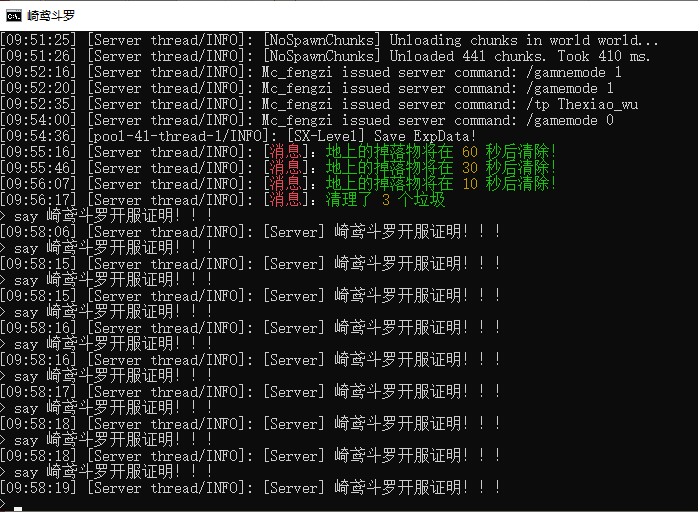 崎鸢斗罗
[09:51:25] [Server thread/INFO]: [NoSpawnChunks] Unloading chunks in world world...
[09:51:26] [Server thread/INFO]: [NoSpawnChunks] Unloaded 441 chunks. Took 410 ms.
[09:52:16] [Server thread/INFO]: Mc_fengzi issued server command: /gamnemode 1
[09:52:20] [Server thread/INFO]: Mc_fengzi issued server command: /gamemode 1
[09:52:35] [Server thread/INFO]: Mc_fengzi issued server command: /tp Thexiao_wu
[09:54:00] [Server thread/INFO]: Mc_fengzi issued server command: /gamemode 0
[09:54:36] [pool-41-thread-1/INFO]: [SX-Level] Save ExpData!
[09:55:16] [Server thread/INFO]: [消息]: 地上的掉落物将在 60 秒后清除!
[09:55:46] [Server thread/INFO]: [消息]: 地上的掉落物将在 30 秒后清除!
[09:56:07] [Server thread/INFO]: [消息]: 地上的掉落物将在 10 秒后清除!
[09:56:17] [Server thread/INFO]: [消息]: 清理了 3 个垃圾
> say 崎鸢斗罗开服证明！！！
[09:58:06] [Server thread/INFO]: [Server] 崎鸢斗罗开服证明！！！
> say 崎鸢斗罗开服证明！！！
[09:58:15] [Server thread/INFO]: [Server] 崎鸢斗罗开服证明！！！
> say 崎鸢斗罗开服证明！！！
[09:58:15] [Server thread/INFO]: [Server] 崎鸢斗罗开服证明！！！
> say 崎鸢斗罗开服证明！！！
[09:58:16] [Server thread/INFO]: [Server] 崎鸢斗罗开服证明！！！
> say 崎鸢斗罗开服证明！！！
[09:58:16] [Server thread/INFO]: [Server] 崎鸢斗罗开服证明！！！
> say 崎鸢斗罗开服证明！！！
[09:58:17] [Server thread/INFO]: [Server] 崎鸢斗罗开服证明！！！
> say 崎鸢斗罗开服证明！！！
[09:58:18] [Server thread/INFO]: [Server] 崎鸢斗罗开服证明！！！
> say 崎鸢斗罗开服证明！！！
[09:58:18] [Server thread/INFO]: [Server] 崎鸢斗罗开服证明！！！
> say 崎鸢斗罗开服证明！！！
[09:58:19] [Server thread/INFO]: [Server] 崎鸢斗罗开服证明！！！
>